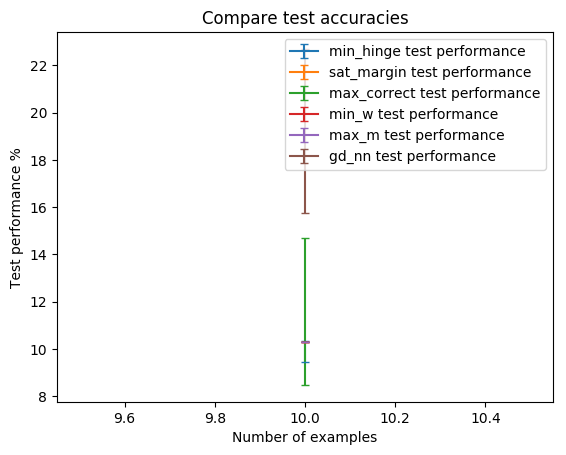 Compare test accuracies
min_hinge test performance
sat_margin test performance
max_correct test performance
min_w test performance
max_m test performance
gd_nn test performance
Test performance %
22
20
18
16
14
12
10
8
9.6
9.8
10.0
10.2
10.4
Number of examples